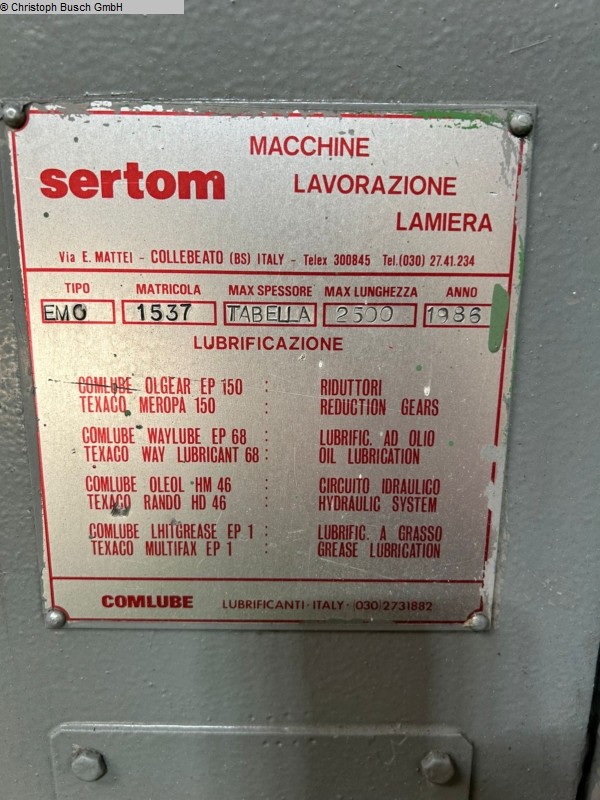 © Christoph Busch GmbH
MACCHINE
sertom LAVORAZIONE
LAMIERA
Via E. MATTEI - COLLEBEATO (BS) ITALY - Telex 300845 Tel.(030) 27.41.234
TIPO MATRICOLA MAX SPESSORE MAX LUNGHEZZA ANNO
EMO 1537 TABELLA 2500 1986
LUBRIFICAZIONE
COMLUBE OLGEAR EP 150 : RIDUTTORI
TEXACO MEROPA 150 : REDUCTION GEARS
COMLUBE WAYLUBE EP 68 : LUBRIFIC. AD OLIO
TEXACO WAY LUBRICANT 68 : OIL LUBRICATION
COMLUBE OLEOL HM 46 : CIRCUITO IDRAULICO
TEXACO RANDO HD 46 : HYDRAULIC SYSTEM
COMLUBE LHITGREASE EP 1 : LUBRIFIC. A GRASSO
TEXACO MULTIFAX EP 1 : GREASE LUBRICATION
COMLUBE LUBRIFICANTI - ITALY - (030) 2731882